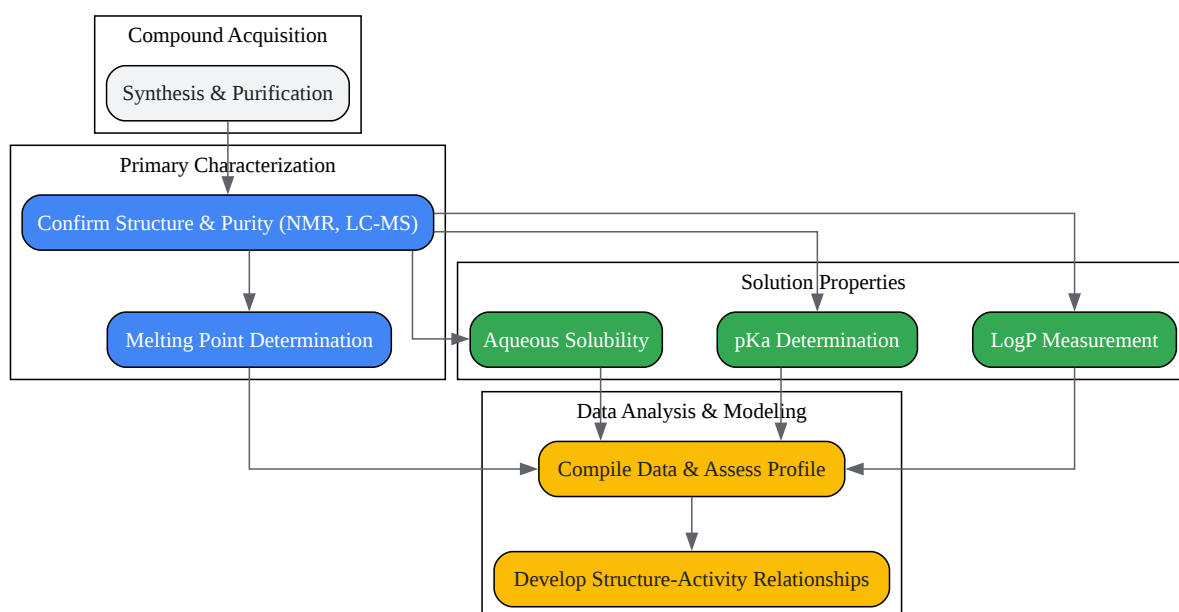 Compound Acquisition
Synthesis & Purification
Primary Characterization
Confirm Structure & Purity (NMR, LC-MS)
Melting Point Determination
Solution Properties
Aqueous Solubility
pKa Determination
LogP Measurement
Data Analysis & Modeling
Compile Data & Assess Profile
Develop Structure-Activity Relationships